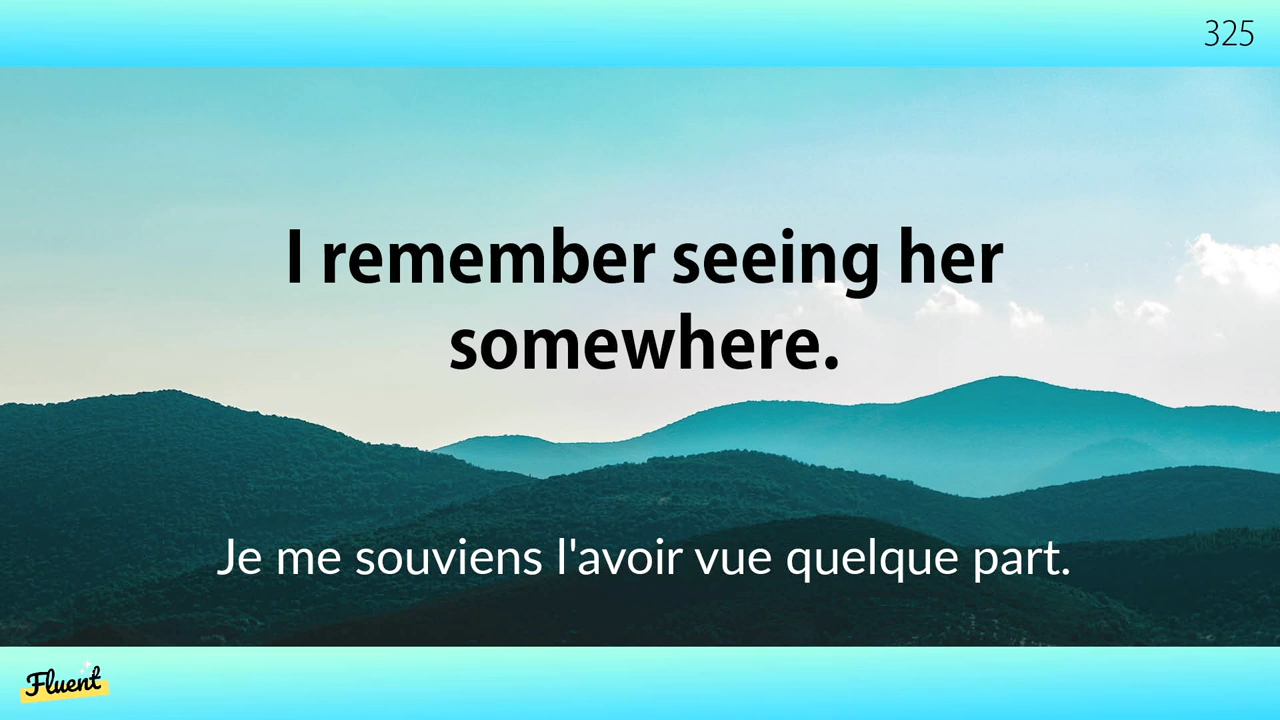 325
I remember seeing her
somewhere.
Je me souviens l'avoir vue quelque part.
Fluent